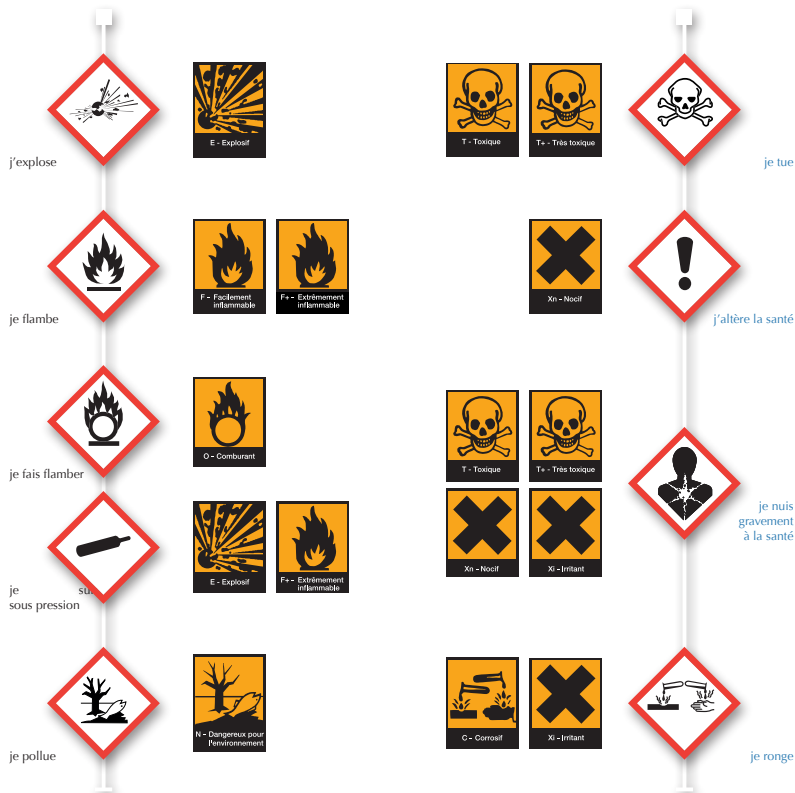 E - Explosif
j'explose
F - Facilement
inflammable
F+ - Extrêmement
inflammable
je flambe
O - Comburant
je fais flamber
E - Explosif
F+ - Extrêmement
inflammable
je
sous pression
N - Dangereux pour
l'environnement
je pollue
T - Toxique
T+ - Très toxique
je tue
Xn - Nocif
j'altère la santé
T - Toxique
T+ - Très toxique
Xn - Nocif
Xi - Irritant
je nuis
gravement
à la santé
C - Corrosif
Xi - Irritant
je ronge